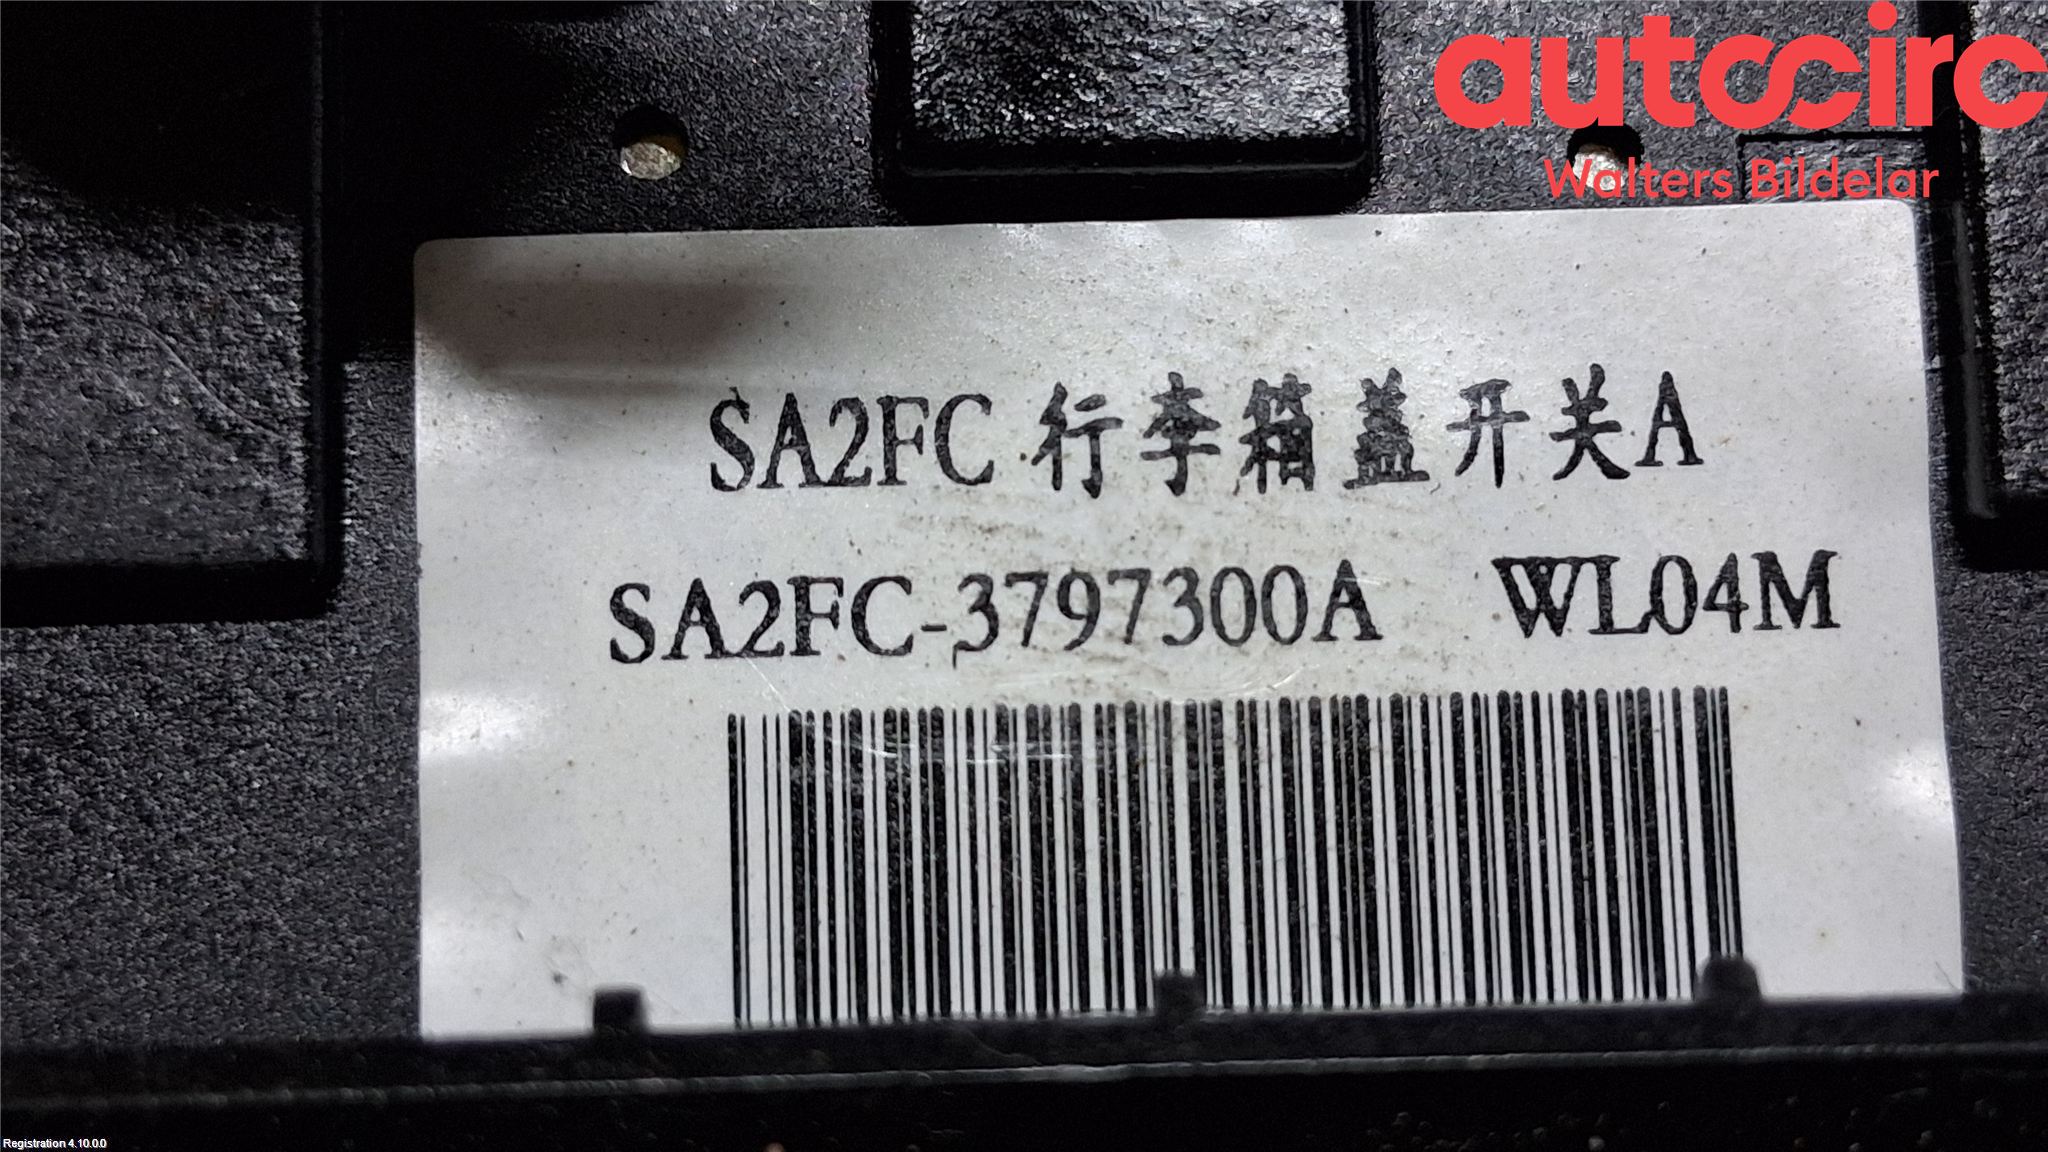 autocirc
Walters Bildelar
SA2FC 行李箱盖开关A
SA2FC-3797300A WL04M
Registration 4.10.0.0